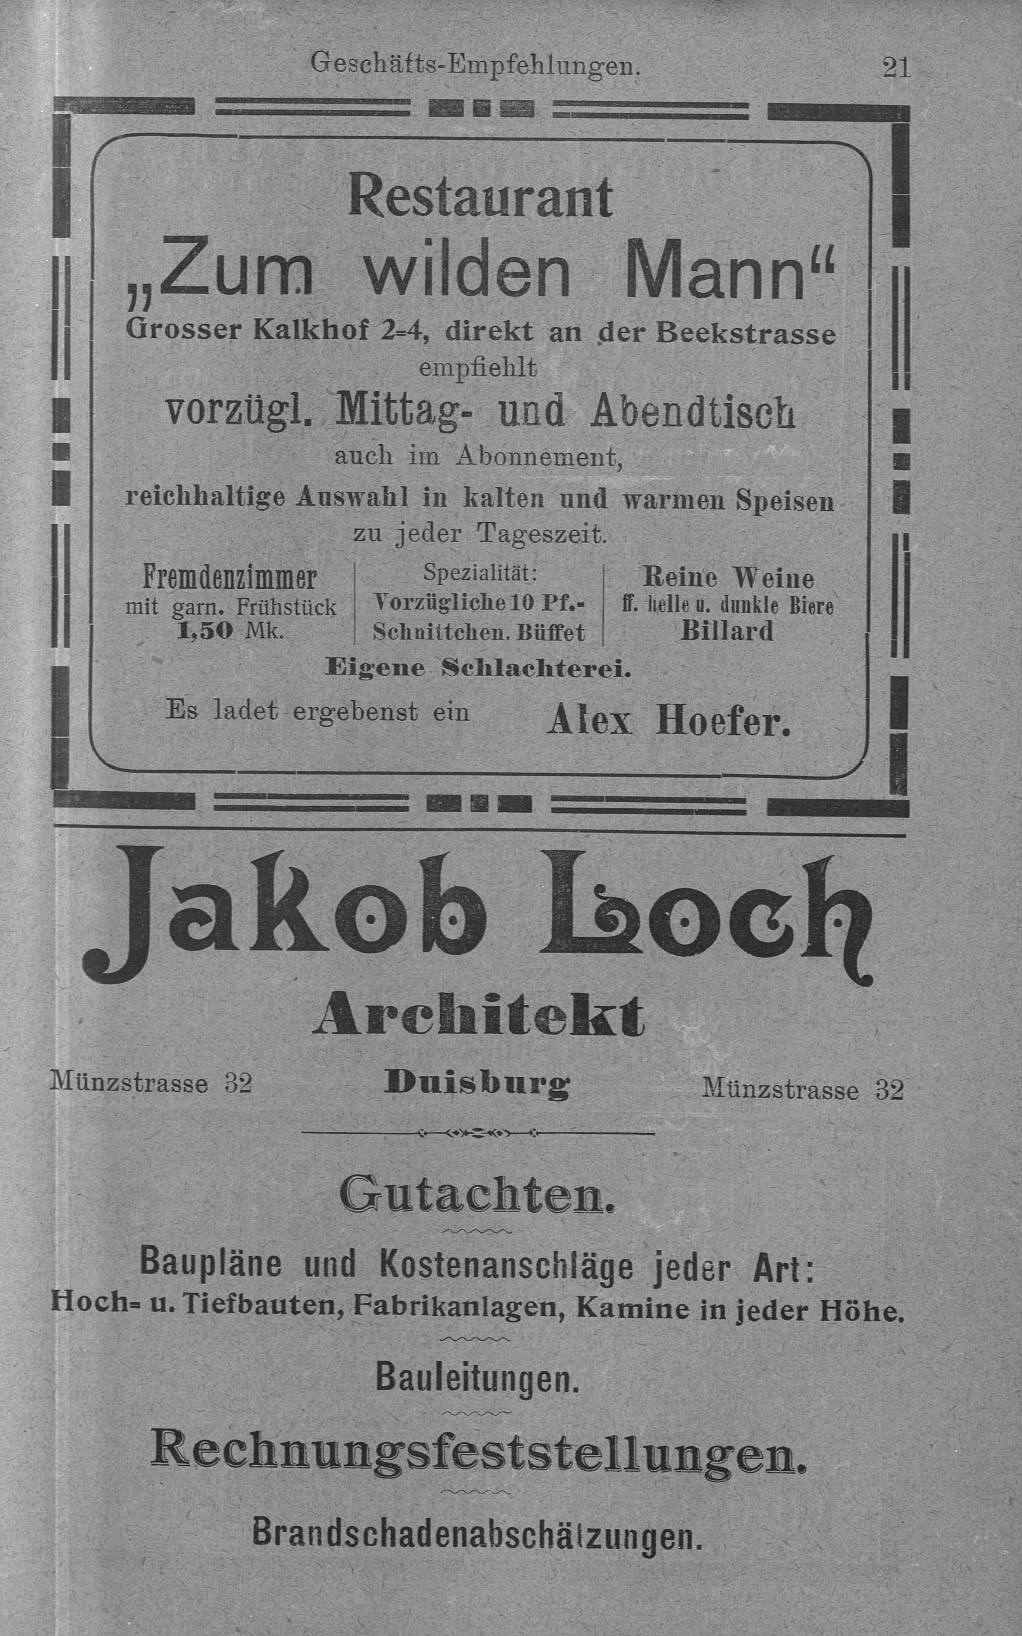 Geschäfts-Empfehlungen. 21
Restaurant
„Zum wilden Mann“
Grosser Kalkhof 2-4, direkt an der Beekstrasse
empfiehlt
vorzügl. Mittag- und Abendtisch
auch im Abonnement,
reichhaltige Auswahl in kalten und warmen Speisen
zu jeder Tageszeit.
Fremdenzimmer
mit garn. Frühstück
1,50 Mk.
Spezialität:
Vorzügliche 10 Pf.-
Schnittchen. Büffet
Reine Weine
ff. helle u. dunkle Biere
Billard
Eigene Schlachterei.
Es ladet ergebenst ein Alex Hoefer.
Jakob Loch
Architekt
Münzstrasse 32 Duisburg Münzstrasse 32
Gutachten.
Baupläne und Kostenanschläge jeder Art:
Hoch- u. Tiefbauten, Fabrikanlagen, Kamine in jeder Höhe.
Bauleitungen.
Rechnungsfeststellungen.
Brandschadenabschätzungen.